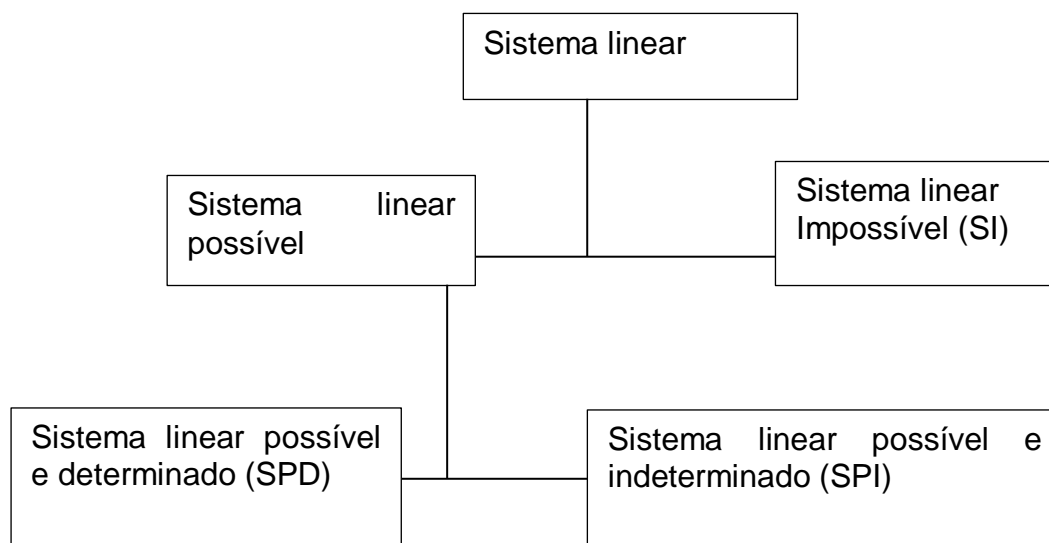 Sistema linear
Sistema linear
possível
Sistema linear
Impossível (SI)
Sistema linear possível
e determinado (SPD)
Sistema linear possível e
indeterminado (SPI)